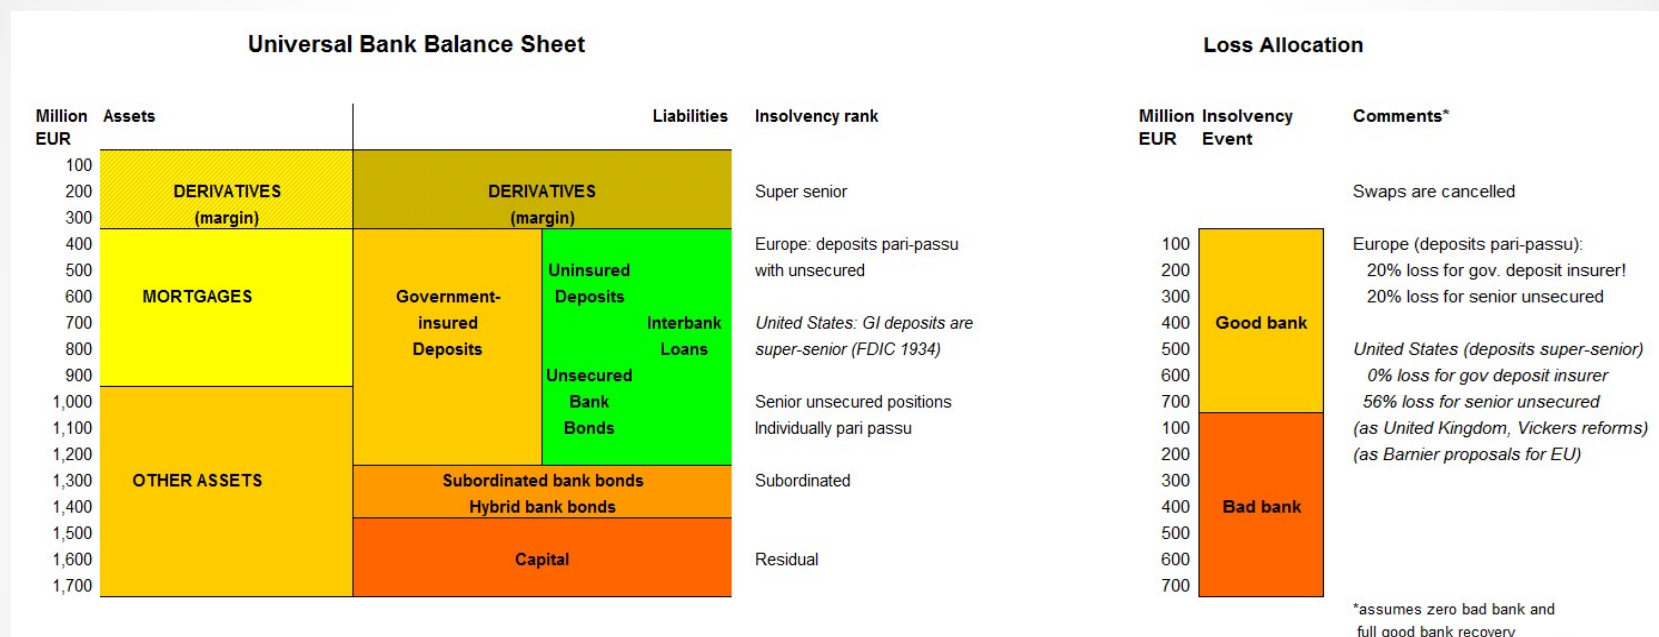 Universal Bank Balance Sheet
Loss Allocation
Million EUR
Assets
Liabilities
Insolvency rank
100
200
300
400
500
600
700
800
900
1,000
1,100
1,200
1,300
1,400
1,500
1,600
1,700
DERIVATIVES
(margin)
MORTGAGES
OTHER ASSETS
DERIVATIVES
(margin)
Government-
insured
Deposits
Uninsured
Deposits
Interbank
Loans
Unsecured
Bank
Bonds
Subordinated bank bonds
Hybrid bank bonds
Capital
Super senior
Europe: deposits pari-passu
with unsecured
United States: GI deposits are
super-senior (FDIC 1934)
Senior unsecured positions
Individually pari passu
Subordinated
Residual
Million
EUR
Insolvency
Event
Comments*
100
200
300
400
500
600
700
100
200
300
400
500
600
700
Good bank
Bad bank
Swaps are cancelled
Europe (deposits pari-passu):
20% loss for gov. deposit insurer!
20% loss for senior unsecured
United States (deposits super-senior)
0% loss for gov deposit insurer
56% loss for senior unsecured
(as United Kingdom, Vickers reforms)
(as Barnier proposals for EU)
*assumes zero bad bank and
full good bank recovery